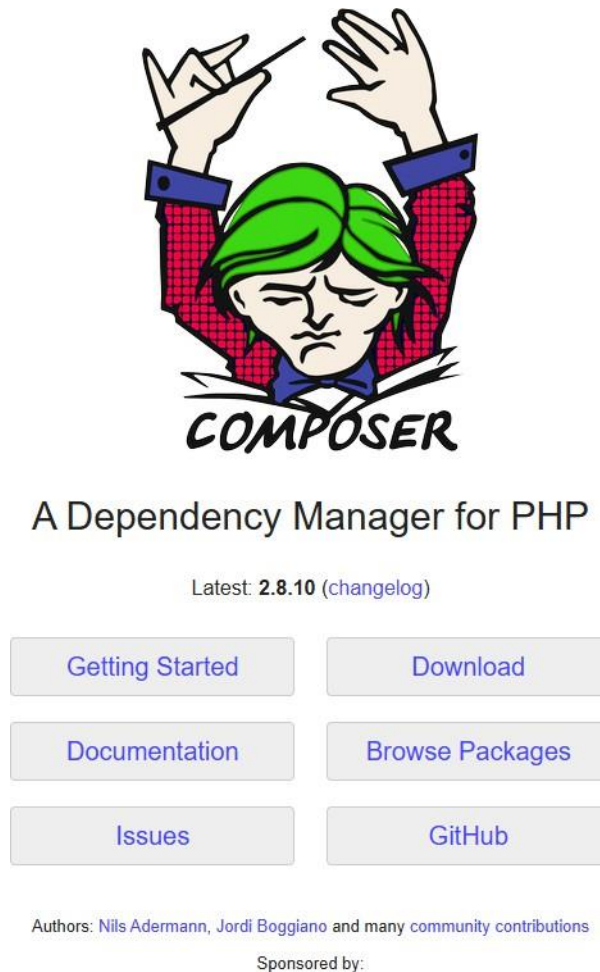 COMPOSER
A Dependency Manager for PHP
Latest: 2.8.10 (changelog)
Getting Started
Download
Documentation
Browse Packages
Issues
GitHub
Authors: Nils Adermann, Jordi Boggiano and many community contributions
Sponsored by: